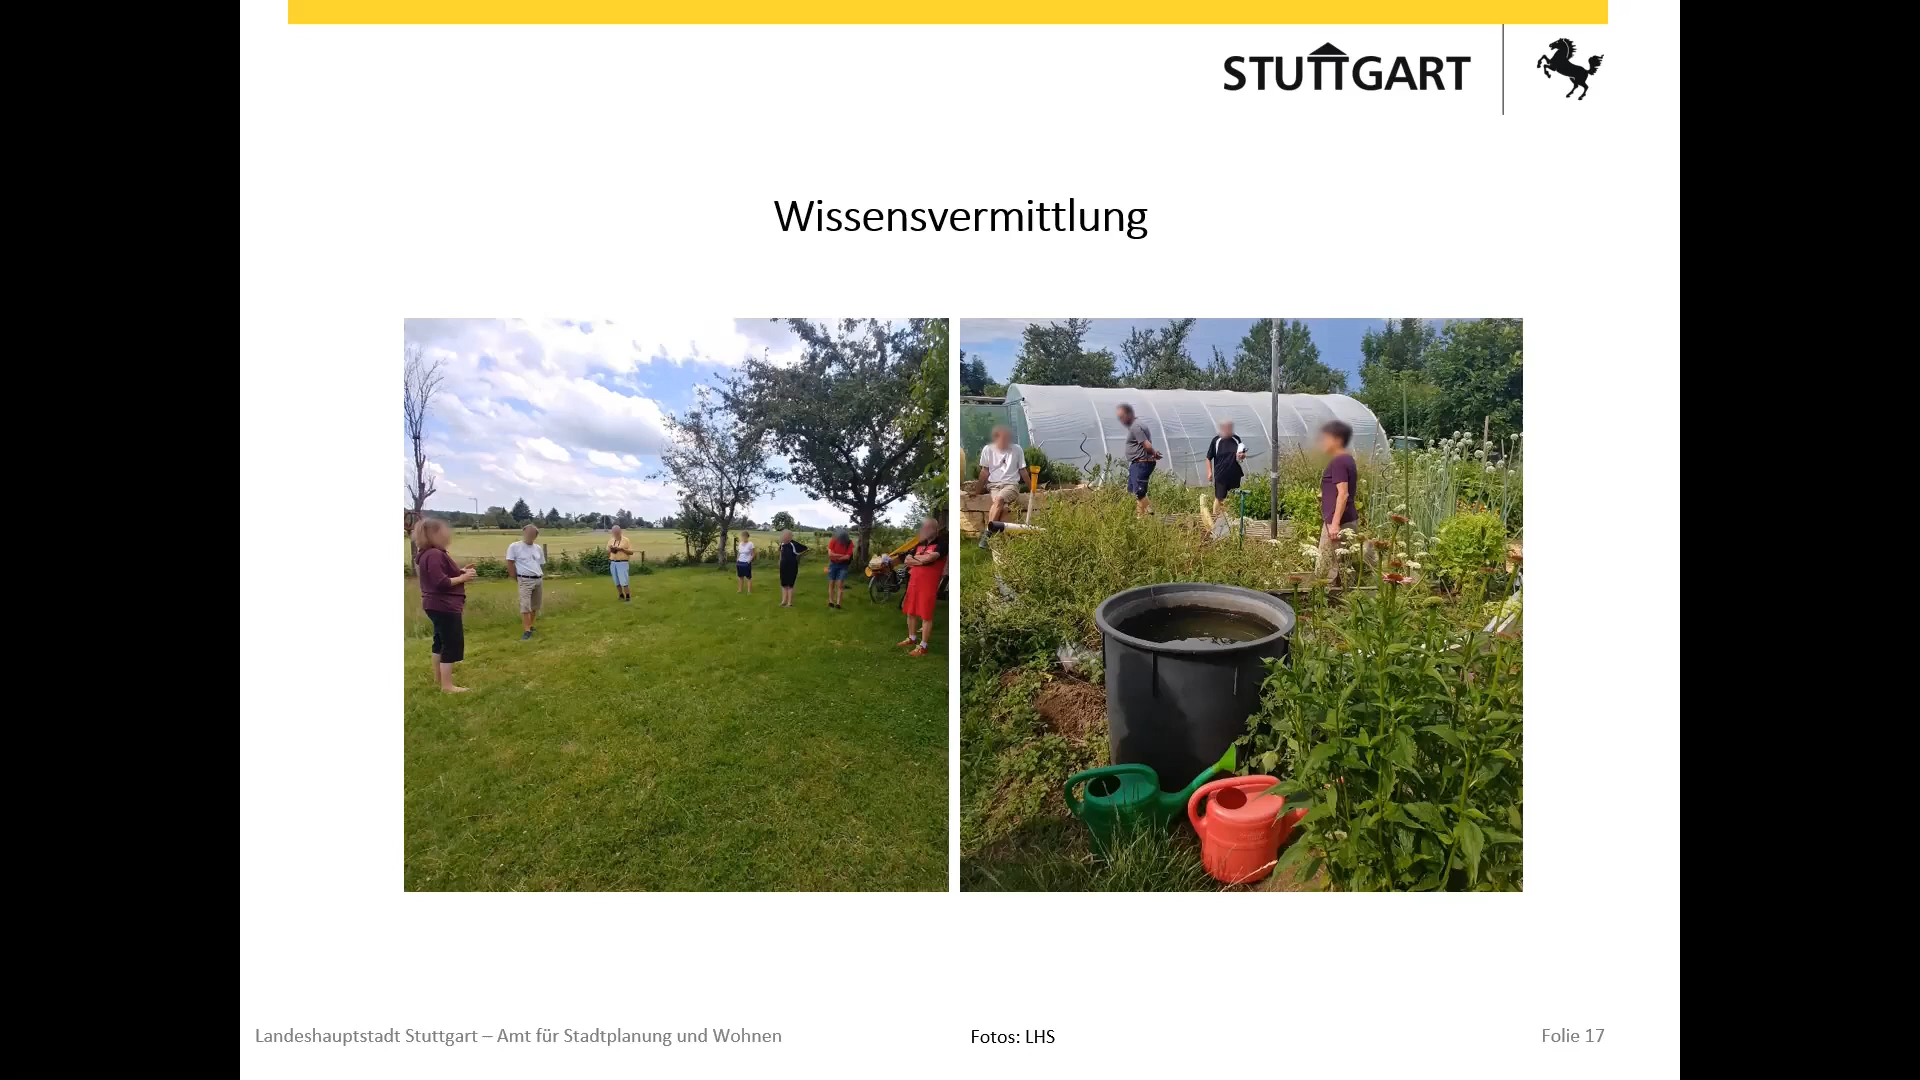 STUTTGART
Wissensvermittlung
Landeshauptstadt Stuttgart – Amt für Stadtplanung und Wohnen
Fotos: LHS
Folie 17